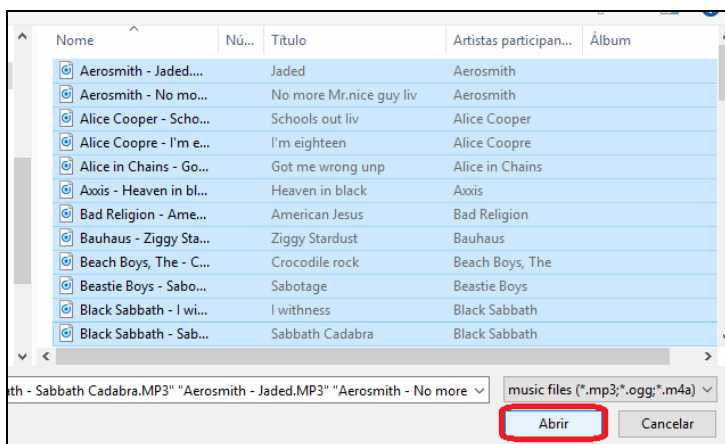 Nome Nú... Título Artistas participan... Álbum
Aerosmith - Jaded.... Jaded Aerosmith
Aerosmith - No mo... No more Mr.nice guy liv Aerosmith
Alice Cooper - Scho... Schools out liv Alice Cooper
Alice Coopre - I'm e... I'm eighteen Alice Coopre
Alice in Chains - Go... Got me wrong unp Alice in Chains
Axxis - Heaven in bl... Heaven in black Axxis
Bad Religion - Ame... American Jesus Bad Religion
Bauhaus - Ziggy Sta... Ziggy Stardust Bauhaus
Beach Boys, The - C... Crocodile rock Beach Boys, The
Beastie Boys - Sabo... Sabotage Beastie Boys
Black Sabbath - I wi... I withness Black Sabbath
Black Sabbath - Sab... Sabbath Cadabra Black Sabbath
ath - Sabbath Cadabra.MP3" "Aerosmith - Jaded.MP3" "Aerosmith - No more music files (*.mp3;*.ogg;*.m4a)
Abrir Cancelar